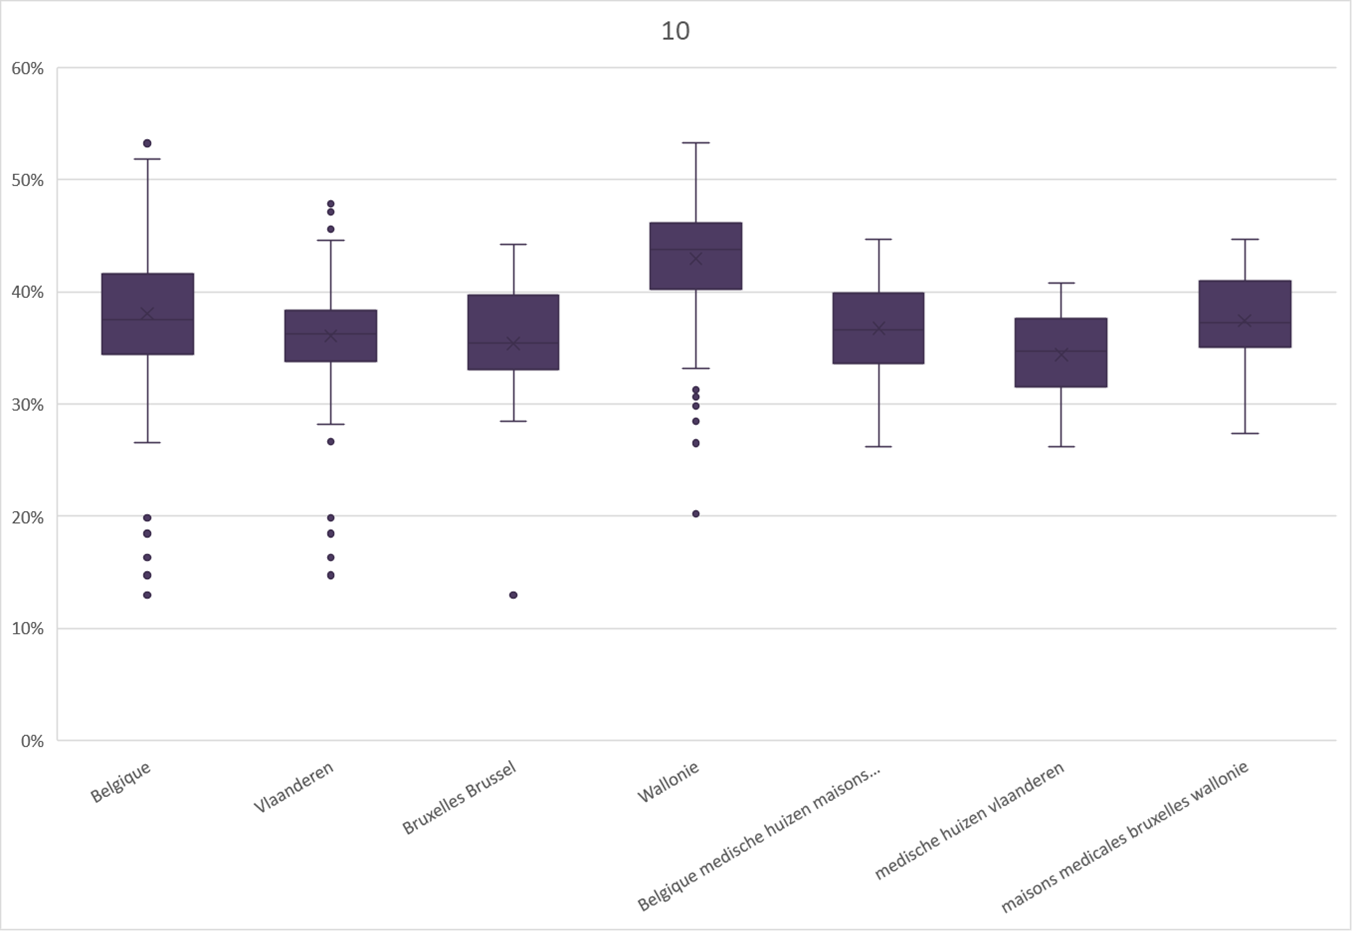 10
60%
50%
40%
30%
20%
10%
0%
Belgique
Vlaanderen
Bruxelles Brussel
Wallonie
Belgique medische huizen maisons...
medische huizen vlaanderen
maisons medicales bruxelles wallonie